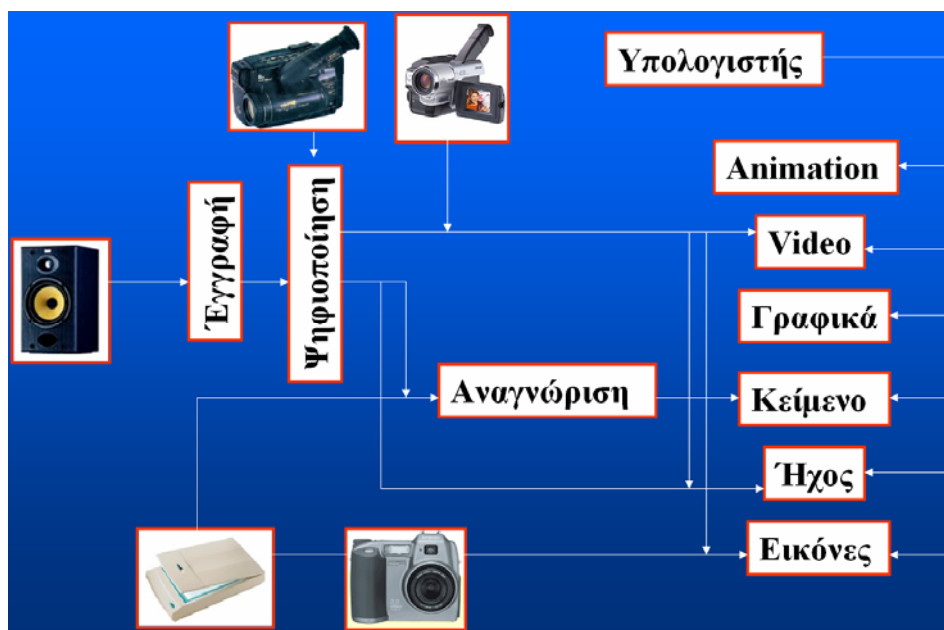 Υπολογιστής
Animation
Έγγραφή
Ψηφιοποίηση
Video
Γραφικά
Αναγνώριση
Κείμενο
Ήχος
Εικόνες